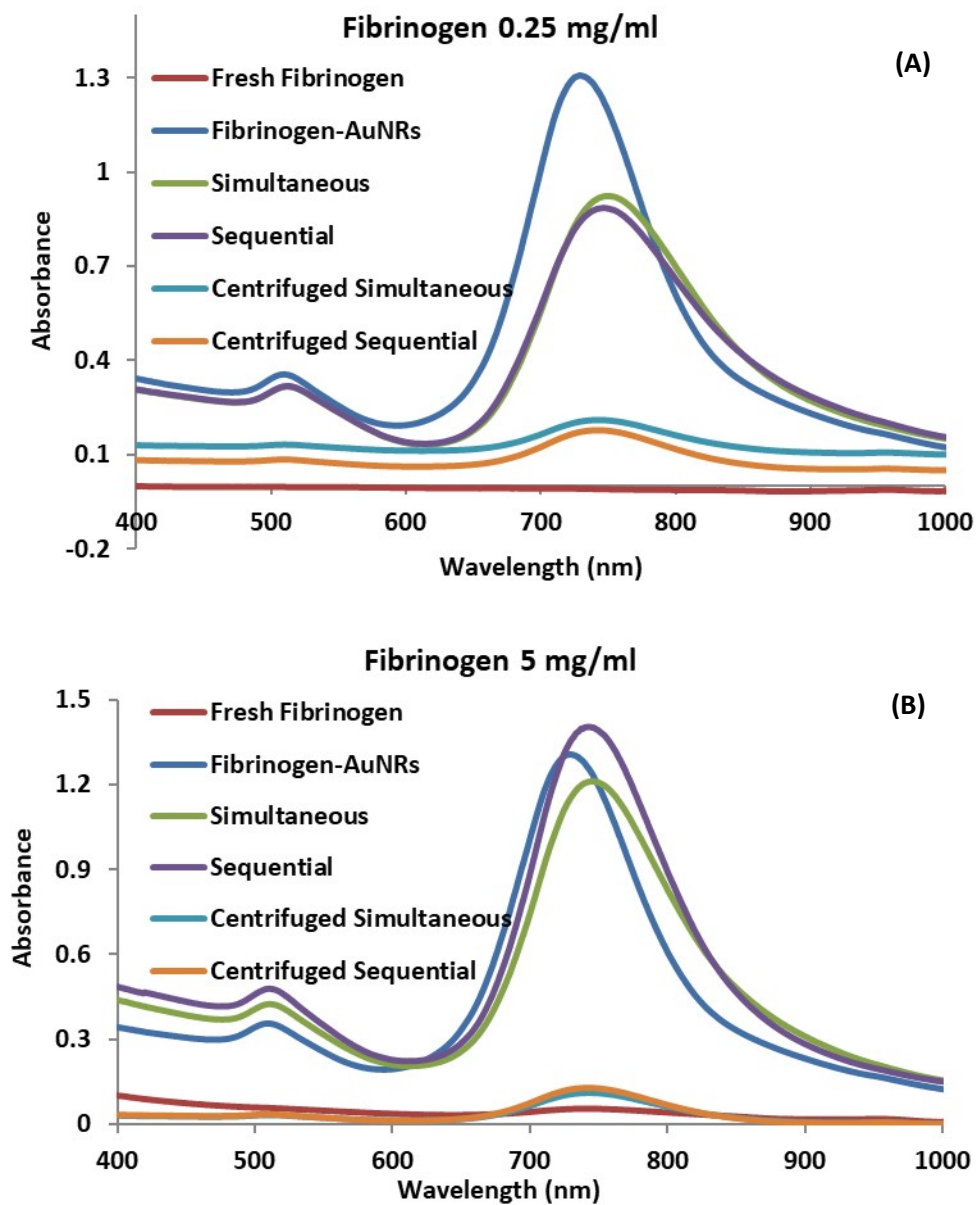 Fibrinogen 0.25 mg/ml
(A)
Fresh Fibrinogen
Fibrinogen-AuNRs
Simultaneous
Sequential
Centrifuged Simultaneous
Centrifuged Sequential
1.3
1
0.7
0.4
0.1
-0.2
Absorbance
400 500 600 700 800 900 1000
Wavelength (nm)
Fibrinogen 5 mg/ml
(B)
Fresh Fibrinogen
Fibrinogen-AuNRs
Simultaneous
Sequential
Centrifuged Simultaneous
Centrifuged Sequential
1.5
1.2
0.9
0.6
0.3
0
Absorbance
400 500 600 700 800 900 1000
Wavelength (nm)